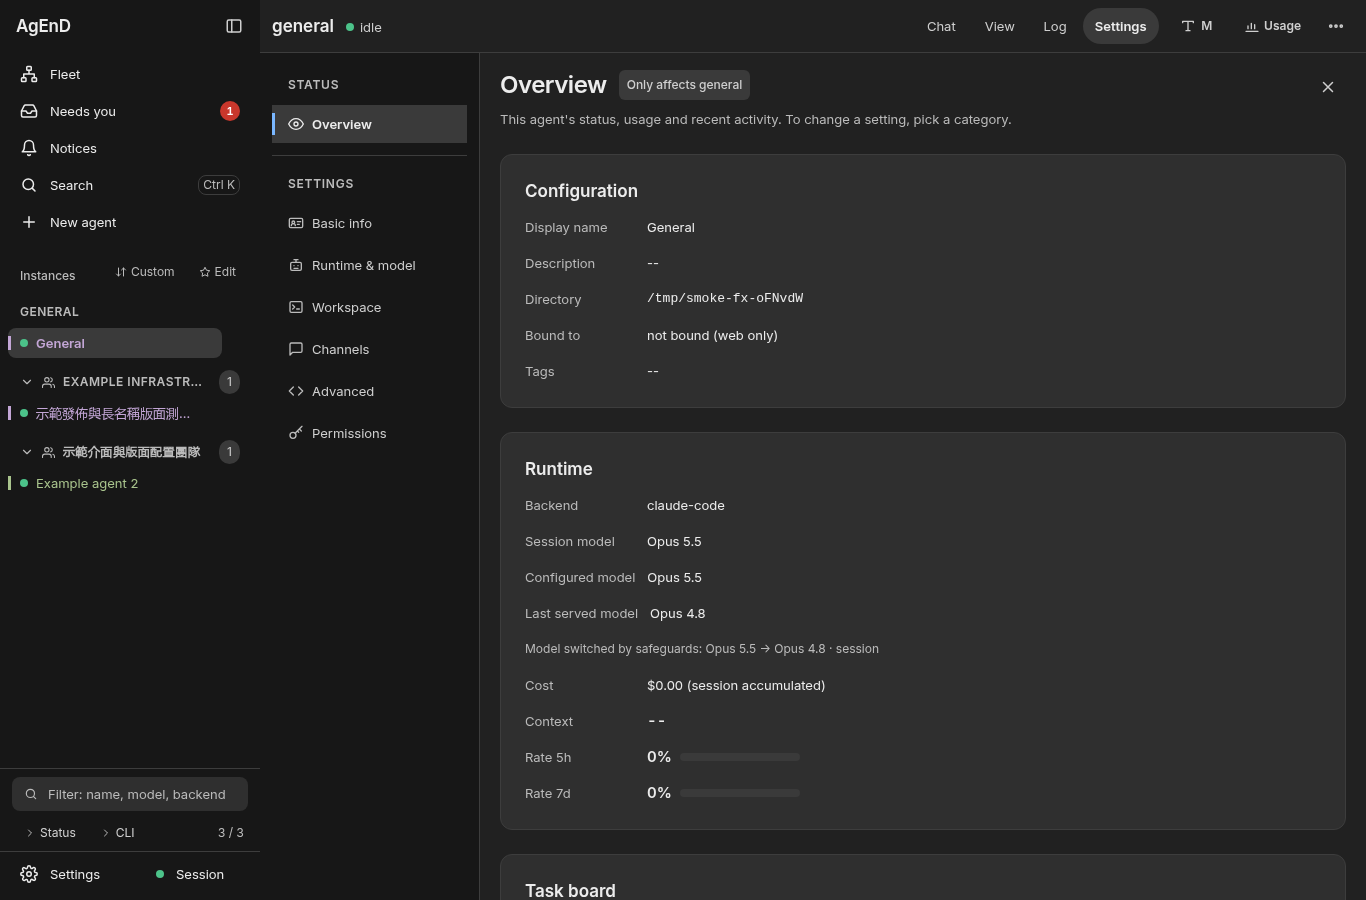 AgEnD
Fleet
Needs you
1
Notices
Search
Ctrl K
New agent
Instances
Custom
Edit
GENERAL
General
EXAMPLE INFRASTR...
1
示範發佈與長名稱版面測...
示範介面與版面配置團隊
1
Example agent 2
Filter: name, model, backend
Status
CLI
3 / 3
Settings
Session
general
idle
Chat
View
Log
Settings
M
Usage
STATUS
Overview
SETTINGS
Basic info
Runtime & model
Workspace
Channels
Advanced
Permissions
Overview
Only affects general
This agent's status, usage and recent activity. To change a setting, pick a category.
Configuration
Display name General
Description --
Directory /tmp/smoke-fx-oFNvdW
Bound to not bound (web only)
Tags --
Runtime
Backend claude-code
Session model Opus 5.5
Configured model Opus 5.5
Last served model Opus 4.8
Model switched by safeguards: Opus 5.5 → Opus 4.8 · session
Cost $0.00 (session accumulated)
Context --
Rate 5h 0%
Rate 7d 0%
Task board